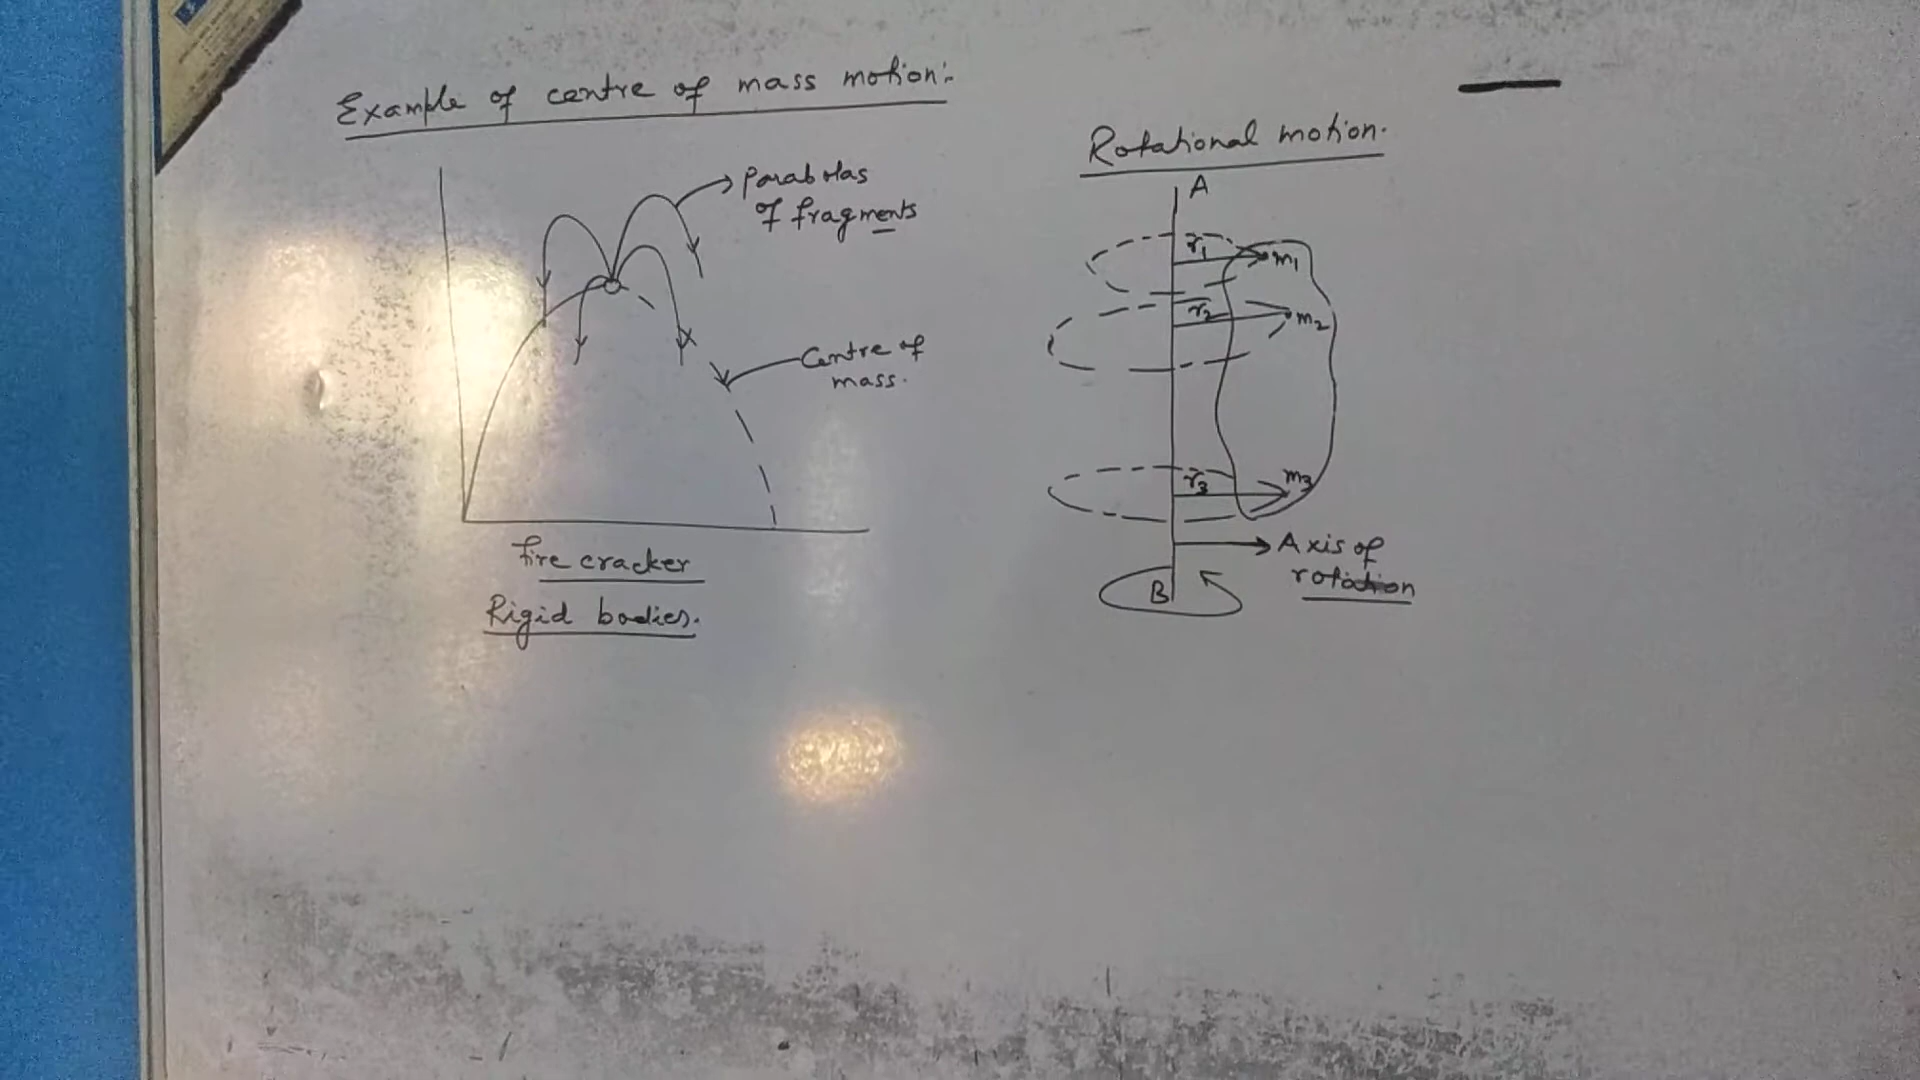 Example of centre of mass motion:-
Parabolas
of fragments
Centre of
mass.
Fire cracker
Rigid bodies.
Rotational motion.
A
r1
m1
r2
m2
r3
m3
Axis of
rotation
B